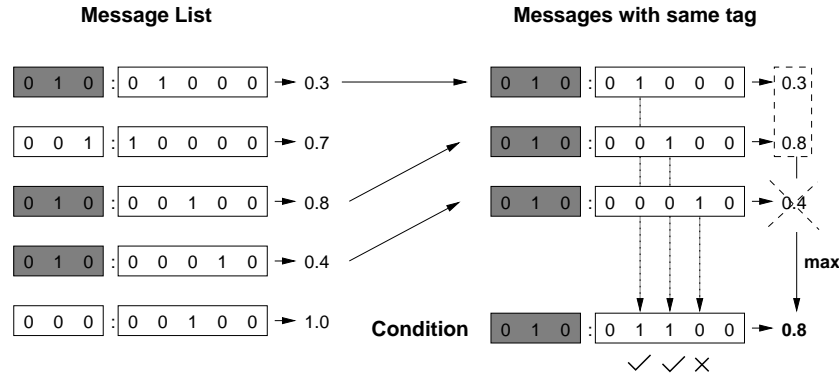 Message List
Messages with same tag
0 1 0 : 0 1 0 0 0 0.3
0 1 0 : 0 1 0 0 0 0.3
0 0 1 : 1 0 0 0 0 0.7
0 1 0 : 0 0 1 0 0 0.8
0 1 0 : 0 0 1 0 0 0.8
0 1 0 : 0 0 0 1 0 0.4
0 1 0 : 0 0 0 1 0 0.4
max
0 0 0 : 0 0 1 0 0 1.0
Condition 0 1 0 : 0 1 1 0 0 0.8